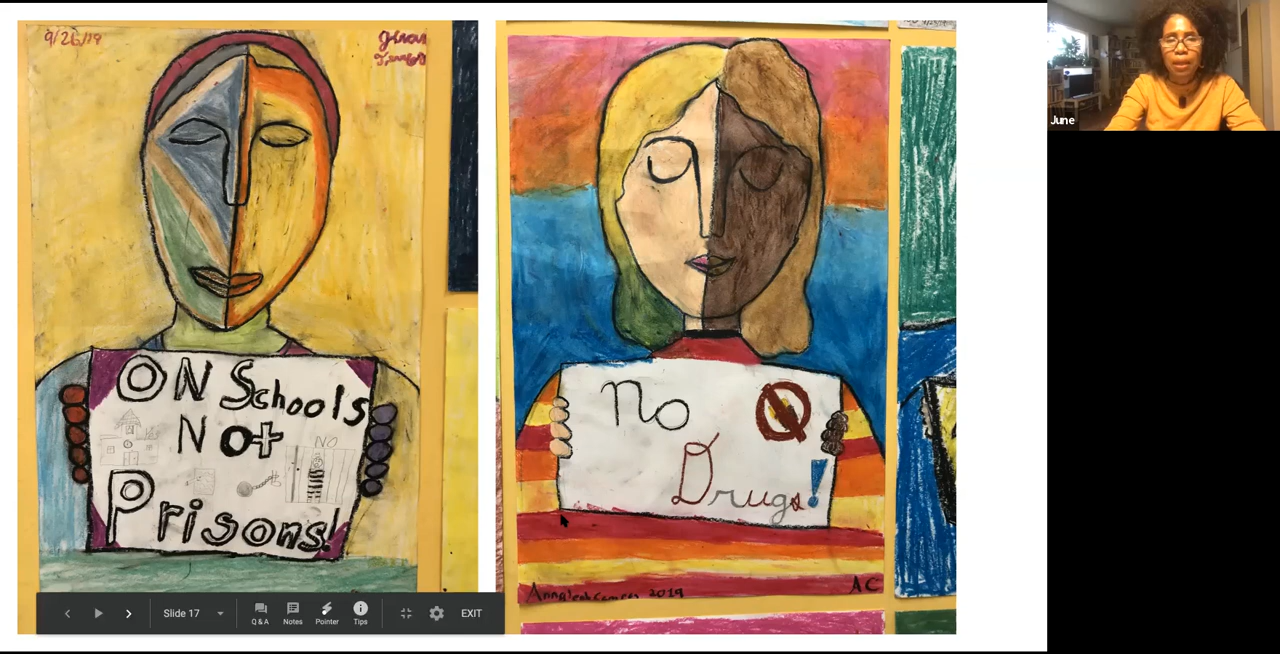 9/26/19
ON Schools
Not
NO
Prisons!
No
Drugs!
2019
AC
June
Slide 17
Q & A
Notes
Pointer
Tips
EXIT